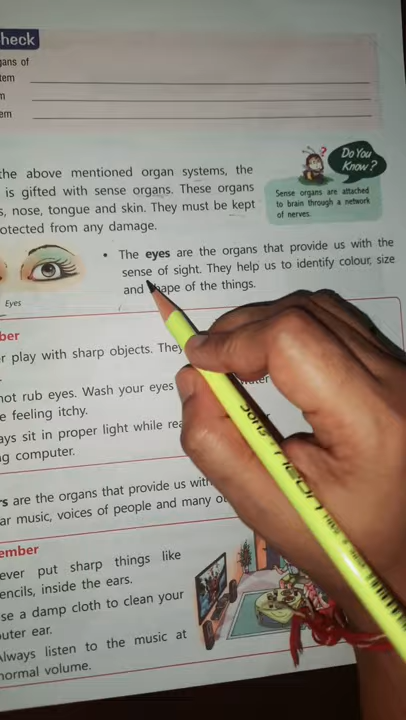 heck
gans of
tem
m
em
the above mentioned organ systems, the
is gifted with sense organs. These organs
s, nose, tongue and skin. They must be kept
otected from any damage.
Do You
Know?
Sense organs are attached
to brain through a network
of nerves.
• The eyes are the organs that provide us with the
sense of sight. They help us to identify colour, size
and shape of the things.
Eyes
ber
r play with sharp objects. They
not rub eyes. Wash your eyes water
e feeling itchy.
ays sit in proper light while rea
g computer.
rs are the organs that provide us with
ar music, voices of people and many
ember
ever put sharp things like
encils, inside the ears.
se a damp cloth to clean your
outer ear.
Always listen to the music at
normal volume.